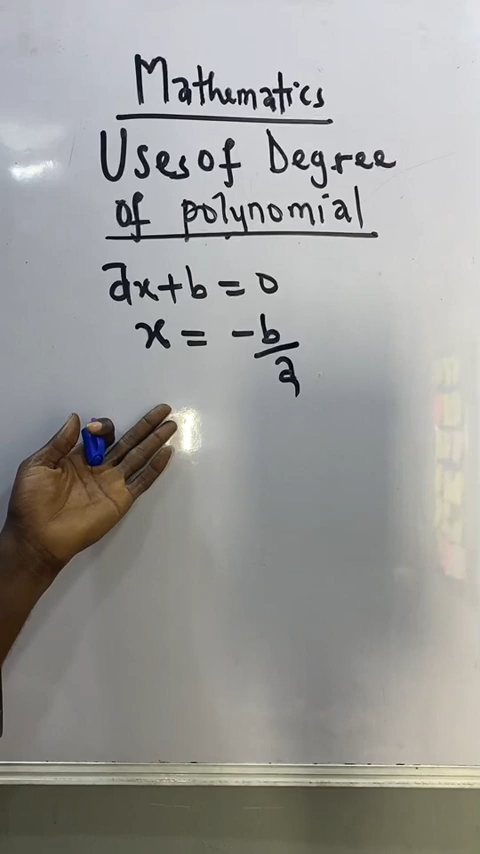 Mathematics
Uses of Degree
of polynomial
ax+b=0
x = -b/a